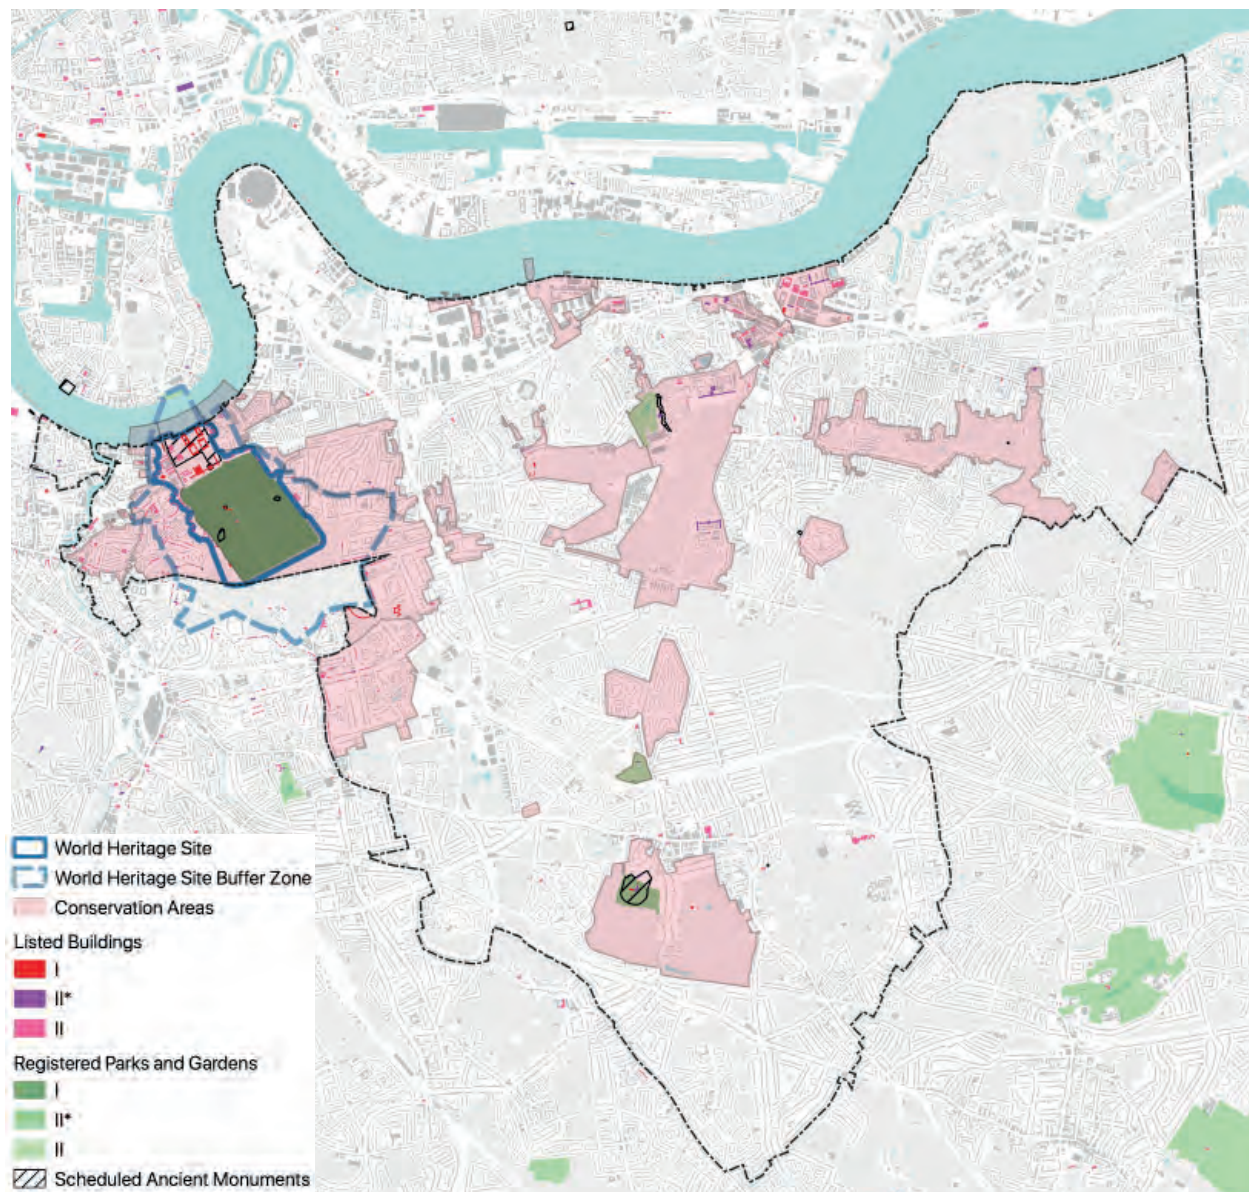 World Heritage Site
World Heritage Site Buffer Zone
Conservation Areas
Listed Buildings
I
II*
II
Registered Parks and Gardens
I
II*
II
Scheduled Ancient Monuments